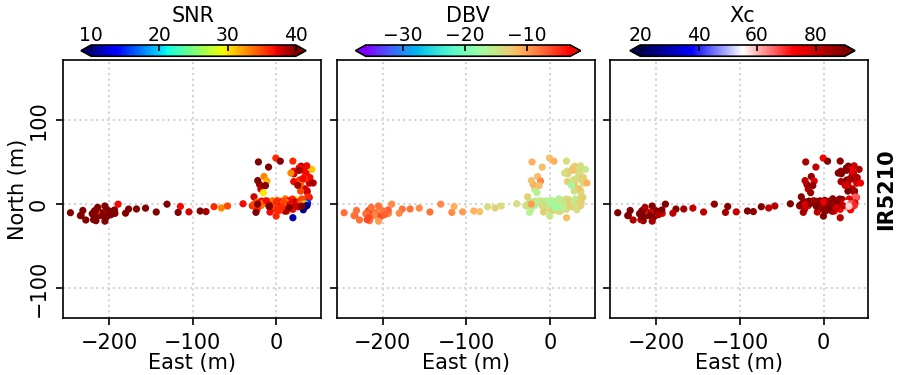 SNR DBV Xc
10 20 30 40 −30 −20 −10 20 40 60 80
North (m)
100
0
−100
−200 −100 0 −200 −100 0 −200 −100 0
East (m) East (m) East (m)
IR5210